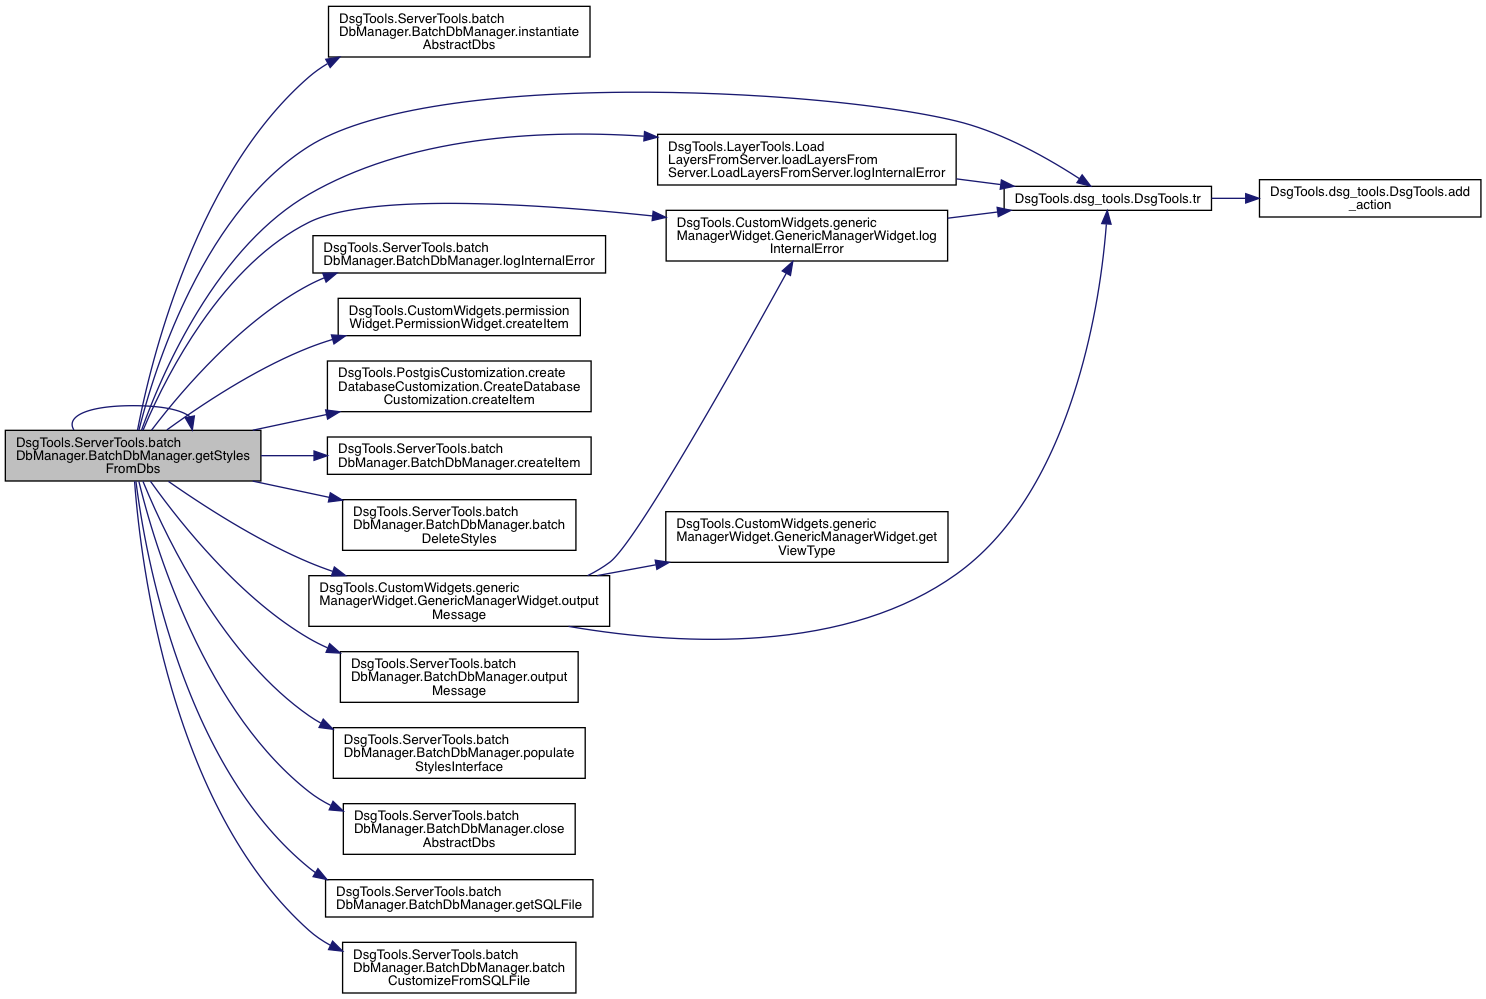 DsgTools.ServerTools.batch
DbManager.BatchDbManager.instantiate
AbstractDbs
DsgTools.LayerTools.Load
LayersFromServer.loadLayersFrom
Server.LoadLayersFromServer.logInternalError
DsgTools.dsg_tools.DsgTools.tr
DsgTools.dsg_tools.DsgTools.add
_action
DsgTools.CustomWidgets.generic
ManagerWidget.GenericManagerWidget.log
InternalError
DsgTools.ServerTools.batch
DbManager.BatchDbManager.logInternalError
DsgTools.CustomWidgets.permission
Widget.PermissionWidget.createItem
DsgTools.PostgisCustomization.create
DatabaseCustomization.CreateDatabase
Customization.createItem
DsgTools.ServerTools.batch
DbManager.BatchDbManager.getStyles
FromDbs
DsgTools.ServerTools.batch
DbManager.BatchDbManager.createItem
DsgTools.ServerTools.batch
DbManager.BatchDbManager.batch
DeleteStyles
DsgTools.CustomWidgets.generic
ManagerWidget.GenericManagerWidget.get
ViewType
DsgTools.CustomWidgets.generic
ManagerWidget.GenericManagerWidget.output
Message
DsgTools.ServerTools.batch
DbManager.BatchDbManager.output
Message
DsgTools.ServerTools.batch
DbManager.BatchDbManager.populate
StylesInterface
DsgTools.ServerTools.batch
DbManager.BatchDbManager.close
AbstractDbs
DsgTools.ServerTools.batch
DbManager.BatchDbManager.getSQLFile
DsgTools.ServerTools.batch
DbManager.BatchDbManager.batch
CustomizeFromSQLFile